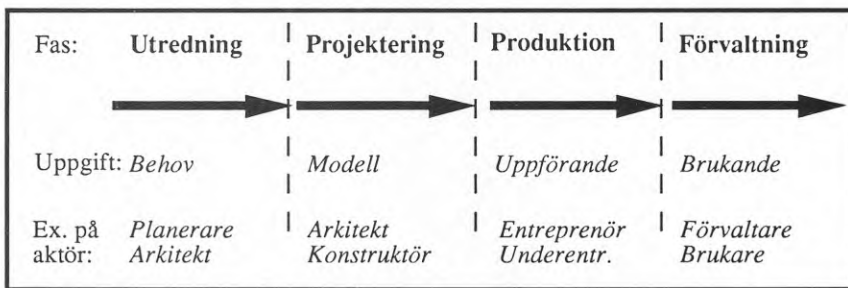 Fas: Utredning Projektering Produktion Förvaltning
Uppgift: Behov Modell Uppförande Brukande
Ex. på Planerare Arkitekt Entreprenör Förvaltare
aktör: Arkitekt Konstruktör Underentr. Brukare